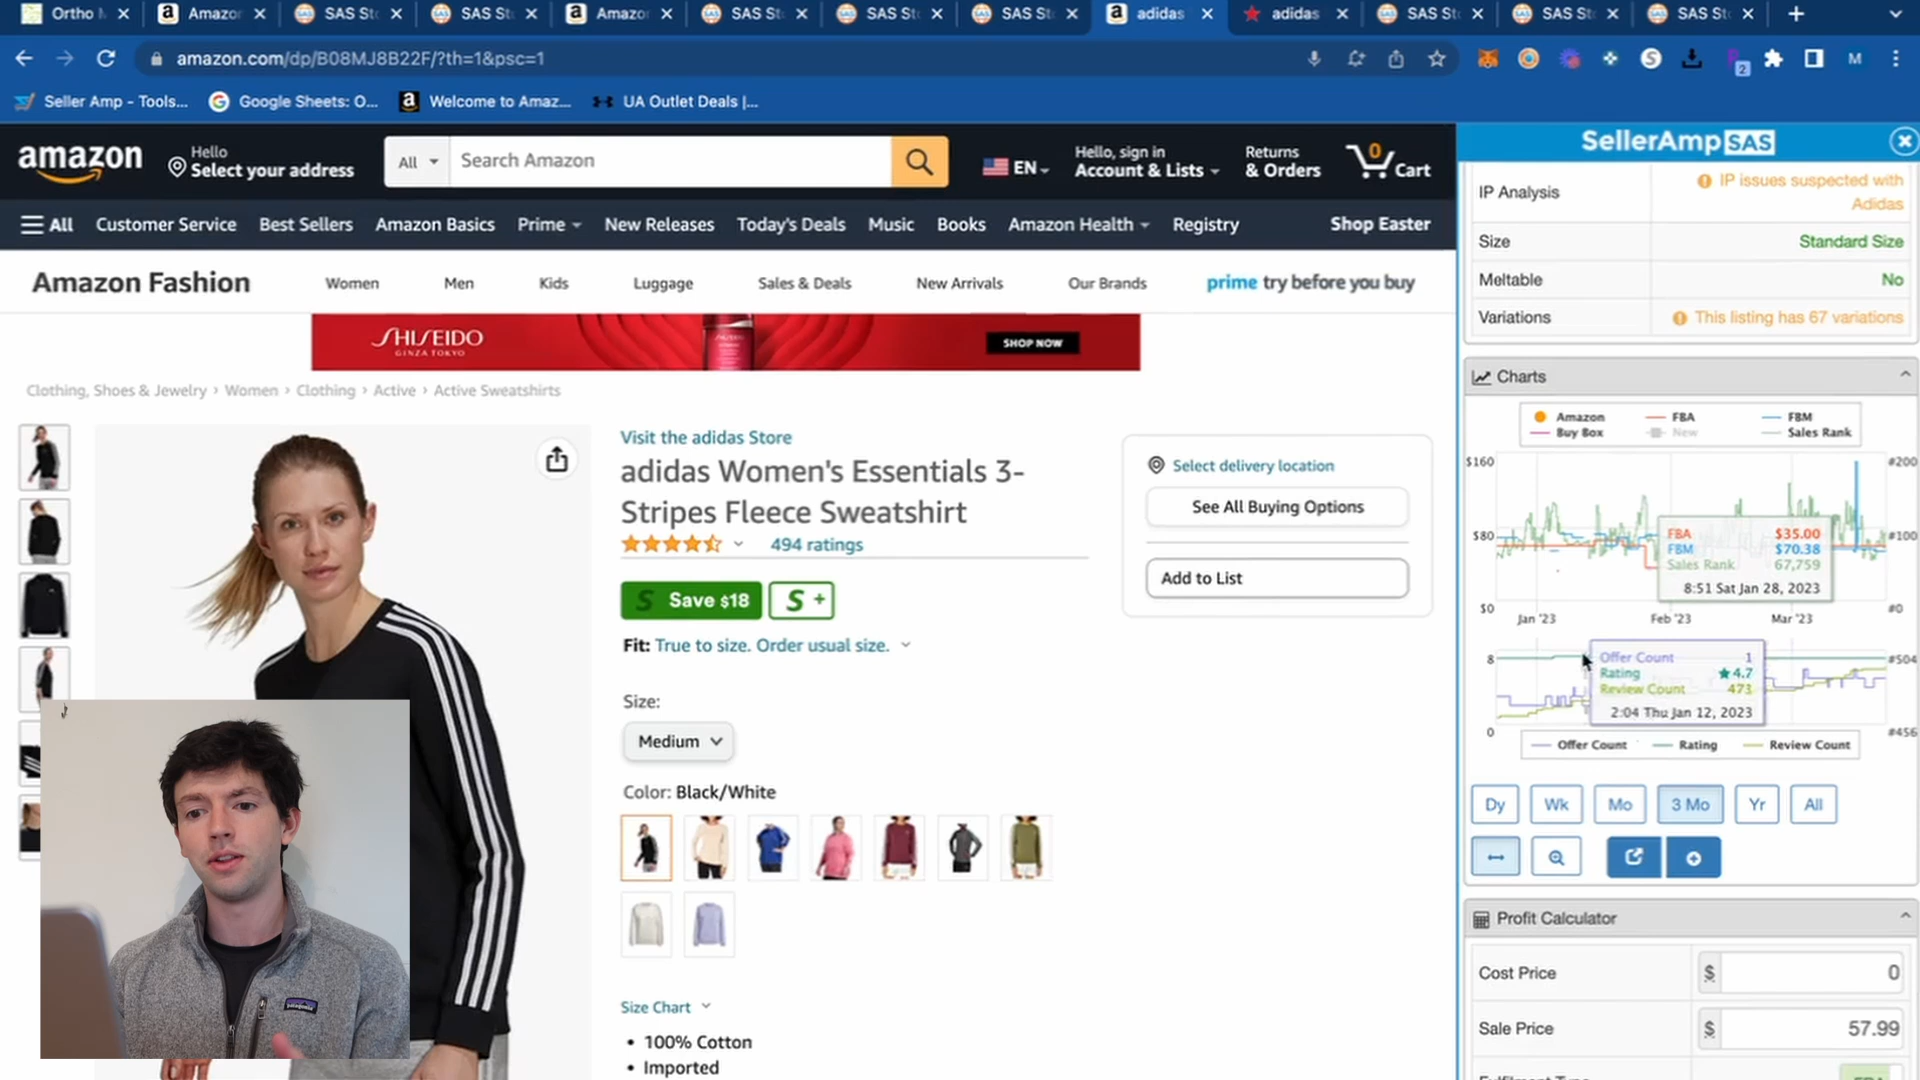 Ortho M
Amazon
SAS St
SAS St
Amazon
SAS St
SAS St
SAS St
adidas
adidas
SAS St
SAS St
SAS St
amazon.com/dp/B08MJ8B22F/?th=1&psc=1
2
M
Seller Amp - Tools...
Google Sheets: O...
Welcome to Amaz...
UA Outlet Deals |...
amazon
Hello
Select your address
All
Search Amazon
EN
Hello, sign in
Account & Lists
Returns
& Orders
0
Cart
All
Customer Service
Best Sellers
Amazon Basics
Prime
New Releases
Today's Deals
Music
Books
Amazon Health
Registry
Shop Easter
Amazon Fashion
Women
Men
Kids
Luggage
Sales & Deals
New Arrivals
Our Brands
prime try before you buy
SHISEIDO
GINZA TOKYO
SHOP NOW
Clothing, Shoes & Jewelry › Women › Clothing › Active › Active Sweatshirts
Visit the adidas Store
adidas Women's Essentials 3-
Stripes Fleece Sweatshirt
494 ratings
S Save $18
S +
Fit: True to size. Order usual size.
Size:
Medium
Color: Black/White
Size Chart
• 100% Cotton
• Imported
Select delivery location
See All Buying Options
Add to List
patagonia
SellerAmp SAS
IP Analysis
IP issues suspected with
Adidas
Size
Standard Size
Meltable
No
Variations
This listing has 67 variations
Charts
Amazon
FBA
FBM
Buy Box
New
Sales Rank
$160
#200
$80
#100
$0
#0
FBA $35.00
FBM $70.38
Sales Rank 67,759
8:51 Sat Jan 28, 2023
Jan '23
Feb '23
Mar '23
8
#504
Offer Count 1
Rating ★4.7
Review Count 473
2:04 Thu Jan 12, 2023
0
#456
Offer Count
Rating
Review Count
Dy
Wk
Mo
3 Mo
Yr
All
Profit Calculator
Cost Price
$
0
Sale Price
$
57.99